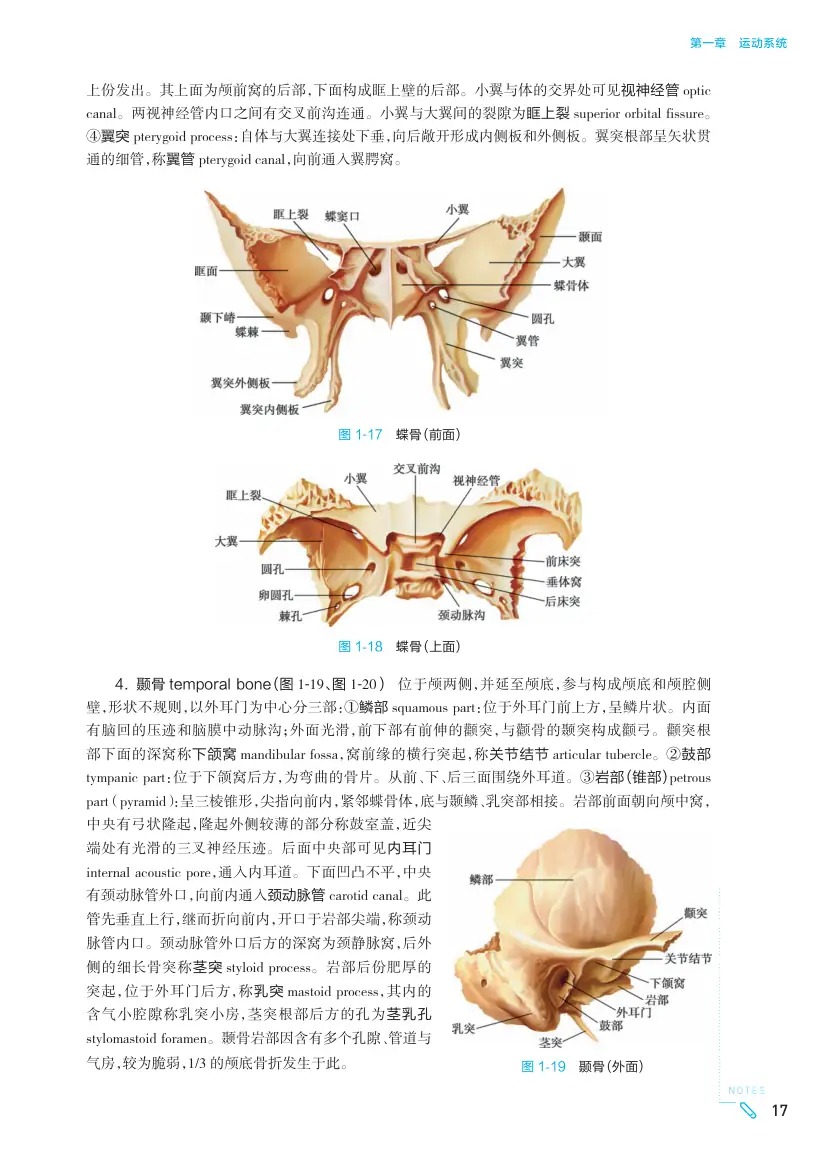 第一章 运动系统
上份发出。其上面为颅前窝的后部,下面构成眶上壁的后部。小翼与体的交界处可见视神经管 optic
canal。两视神经管内口之间有交叉前沟连通。小翼与大翼间的裂隙为眶上裂 superior orbital fissure。
④翼突 pterygoid process:自体与大翼连接处下垂,向后敞开形成内侧板和外侧板。翼突根部呈矢状贯
通的细管,称翼管 pterygoid canal,向前通入翼腭窝。
眶上裂
蝶窦口
小翼
颞面
大翼
眶面
蝶骨体
颞下嵴
圆孔
蝶棘
翼管
翼突
翼突外侧板
翼突内侧板
图 1-17 蝶骨(前面)
交叉前沟
小翼
视神经管
眶上裂
大翼
前床突
圆孔
垂体窝
卵圆孔
后床突
棘孔
颈动脉沟
图 1-18 蝶骨(上面)
4. 颞骨 temporal bone(图 1-19、图 1-20) 位于颅两侧,并延至颅底,参与构成颅底和颅腔侧
壁,形状不规则,以外耳门为中心分三部:①鳞部 squamous part:位于外耳门前上方,呈鳞片状。内面
有脑回的压迹和脑膜中动脉沟;外面光滑,前下部有前伸的颧突,与颧骨的颞突构成颧弓。颧突根
部下面的深窝称下颌窝 mandibular fossa,窝前缘的横行突起,称关节结节 articular tubercle。②鼓部
tympanic part:位于下颌窝后方,为弯曲的骨片。从前、下、后三面围绕外耳道。③岩部(锥部)petrous
part(pyramid):呈三棱锥形,尖指向前内,紧邻蝶骨体,底与颞鳞、乳突部相接。岩部前面朝向颅中窝,
中央有弓状隆起,隆起外侧较薄的部分称鼓室盖,近尖
端处有光滑的三叉神经压迹。后面中央部可见内耳门
internal acoustic pore,通入内耳道。下面凹凸不平,中央
有颈动脉管外口,向前内通入颈动脉管 carotid canal。此
管先垂直上行,继而折向前内,开口于岩部尖端,称颈动
脉管内口。颈动脉管外口后方的深窝为颈静脉窝,后外
侧的细长骨突称茎突 styloid process。岩部后份肥厚的
突起,位于外耳门后方,称乳突 mastoid process,其内的
含气小腔隙称乳突小房,茎突根部后方的孔为茎乳孔
stylomastoid foramen。颞骨岩部因含有多个孔隙、管道与
气房,较为脆弱,1/3 的颅底骨折发生于此。
鳞部
颧突
关节结节
下颌窝
岩部
外耳门
鼓部
乳突
茎突
图 1-19 颞骨(外面)
NOTES
17